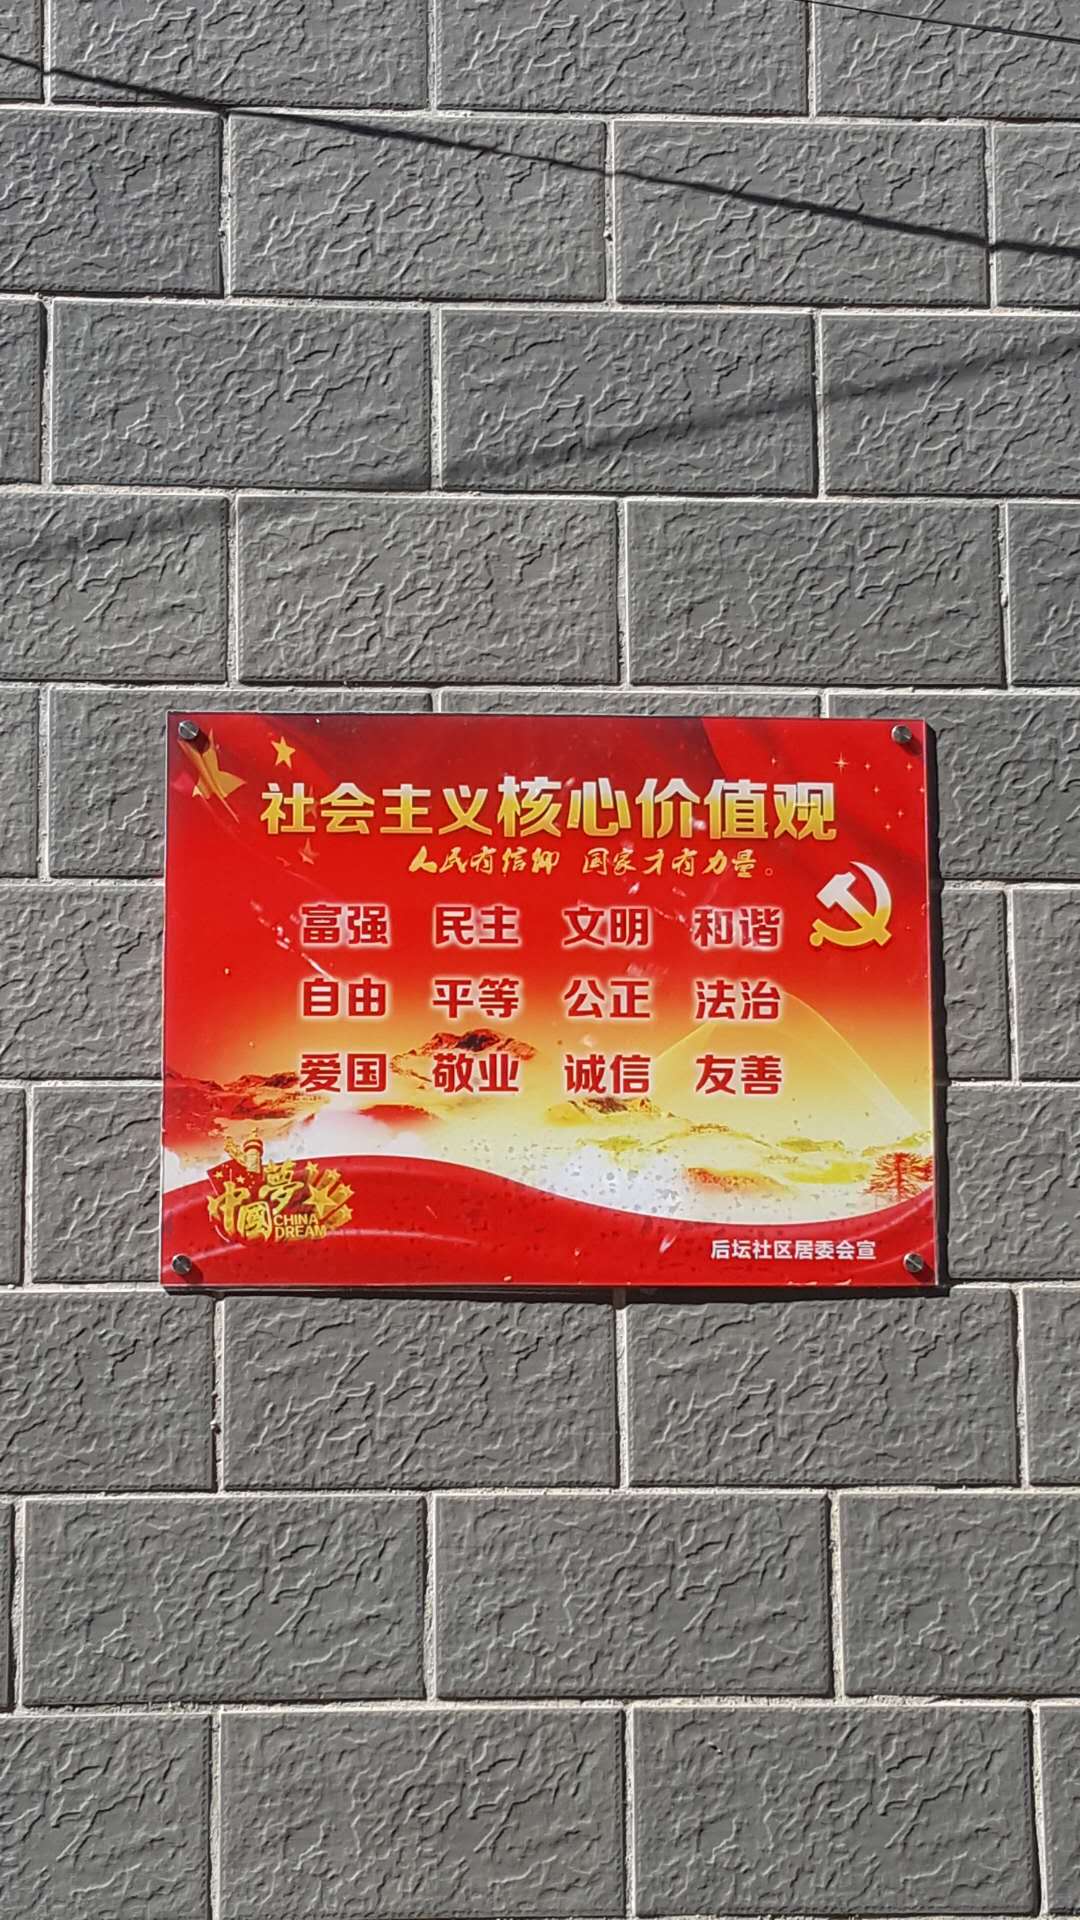 社会主义核心价值观
人民有信仰 国家才有力量。
富强 民主 文明 和谐
自由 平等 公正 法治
爱国 敬业 诚信 友善
中國夢
CHINA
DREAM
后坛社区居委会宣